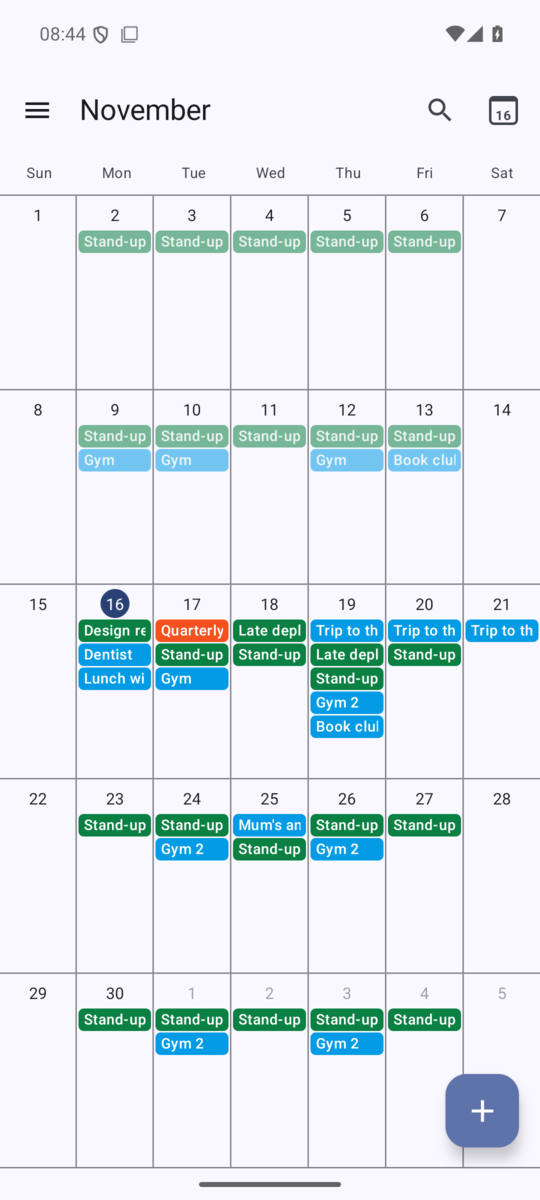 08:44
November
16
Sun Mon Tue Wed Thu Fri Sat
1 2 3 4 5 6 7
Stand-up Stand-up Stand-up Stand-up Stand-up
8 9 10 11 12 13 14
Stand-up Stand-up Stand-up Stand-up Stand-up
Gym Gym Gym Book clu
15 16 17 18 19 20 21
Design re Quarterly Late depl Trip to th Trip to th Trip to th
Dentist Stand-up Stand-up Late depl Stand-up
Lunch wi Gym Stand-up
Gym 2
Book clu
22 23 24 25 26 27 28
Stand-up Stand-up Mum's an Stand-up Stand-up
Gym 2 Stand-up Gym 2
29 30 1 2 3 4 5
Stand-up Stand-up Stand-up Stand-up Stand-up
Gym 2 Gym 2